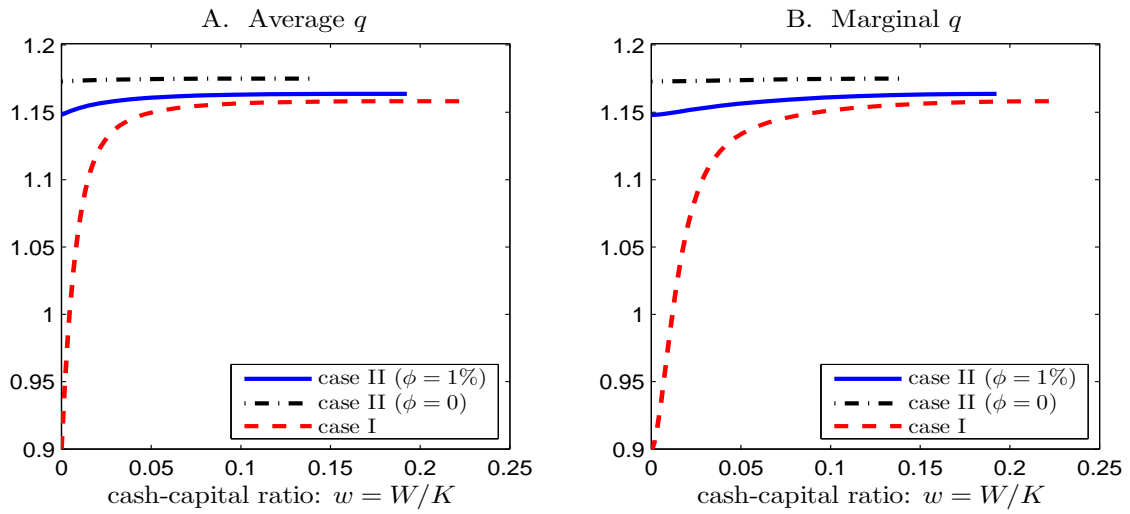 A. Average q
1.2
1.15
1.1
1.05
1
0.95
0.9
0
0.05
0.1
0.15
0.2
0.25
case II (ϕ = 1%)
case II (ϕ = 0)
case I
cash-capital ratio: w = W/K
B. Marginal q
1.2
1.15
1.1
1.05
1
0.95
0.9
0
0.05
0.1
0.15
0.2
0.25
case II (ϕ = 1%)
case II (ϕ = 0)
case I
cash-capital ratio: w = W/K